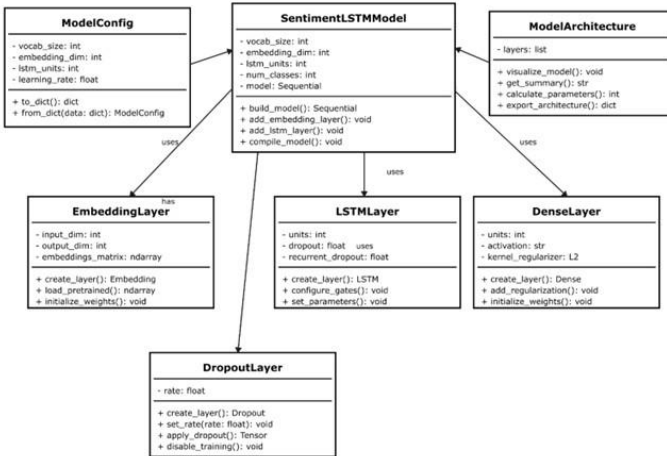 ModelConfig
- vocab_size: int
- embedding_dim: int
- lstm_units: int
- learning_rate: float
+ to_dict(): dict
+ from_dict(data: dict): ModelConfig
SentimentLSTMModel
- vocab_size: int
- embedding_dim: int
- lstm_units: int
- num_classes: int
- model: Sequential
+ build_model(): Sequential
+ add_embedding_layer(): void
+ add_lstm_layer(): void
+ compile_model(): void
ModelArchitecture
- layers: list
+ visualize_model(): void
+ get_summary(): str
+ calculate_parameters(): int
+ export_architecture(): dict
uses
uses
uses
has
EmbeddingLayer
- input_dim: int
- output_dim: int
- embeddings_matrix: ndarray
+ create_layer(): Embedding
+ load_pretrained(): ndarray
+ initialize_weights(): void
LSTMLayer
- units: int
- dropout: float
uses
- recurrent_dropout: float
+ create_layer(): LSTM
+ configure_gates(): void
+ set_parameters(): void
DenseLayer
- units: int
- activation: str
- kernel_regularizer: L2
+ create_layer(): Dense
+ add_regularization(): void
+ initialize_weights(): void
DropoutLayer
- rate: float
+ create_layer(): Dropout
+ set_rate(rate: float): void
+ apply_dropout(): Tensor
+ disable_training(): void